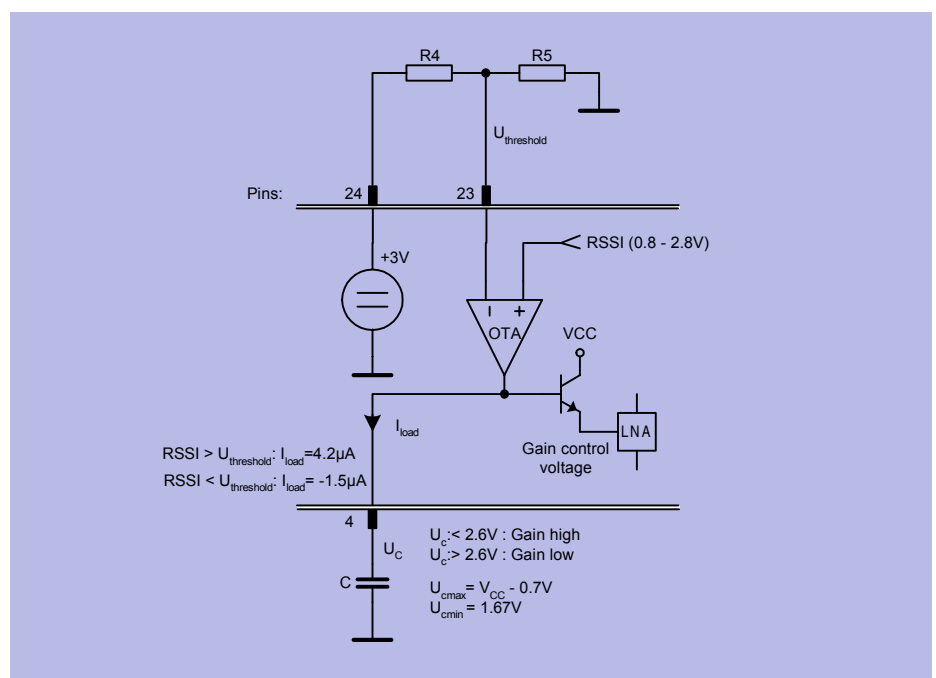 R4 R5
U_threshold
Pins: 24 23
RSSI (0.8 - 2.8V)
+3V
OTA
VCC
I_load
LNA
Gain control
voltage
RSSI > U_threshold: I_load=4.2µA
RSSI < U_threshold: I_load= -1.5µA
4
U_C
U_c:< 2.6V : Gain high
U_c:> 2.6V : Gain low
C
U_cmax= V_CC - 0.7V
U_cmin= 1.67V